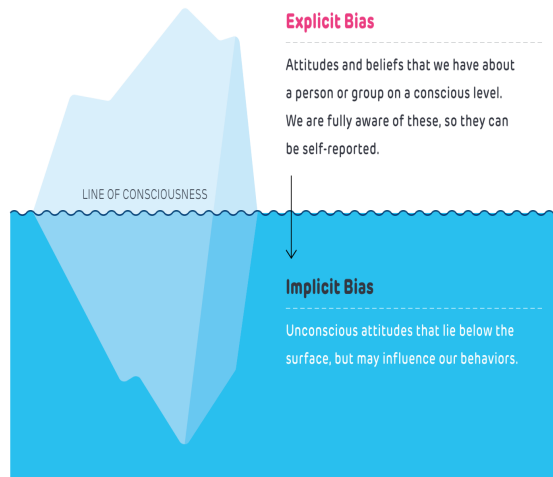 Explicit Bias
Attitudes and beliefs that we have about
a person or group on a conscious level.
We are fully aware of these, so they can
be self-reported.
LINE OF CONSCIOUSNESS
Implicit Bias
Unconscious attitudes that lie below the
surface, but may influence our behaviors.